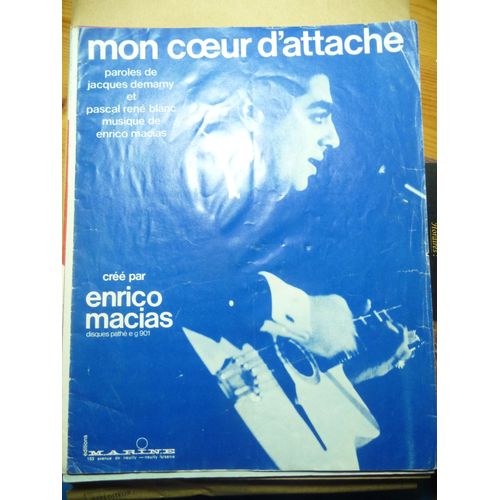 mon cœur d'attache
paroles de
jacques demarny
et
pascal rené blanc
musique de
enrico macias
créé par
enrico
macias
disques pathé e g 901
editions
MARINE